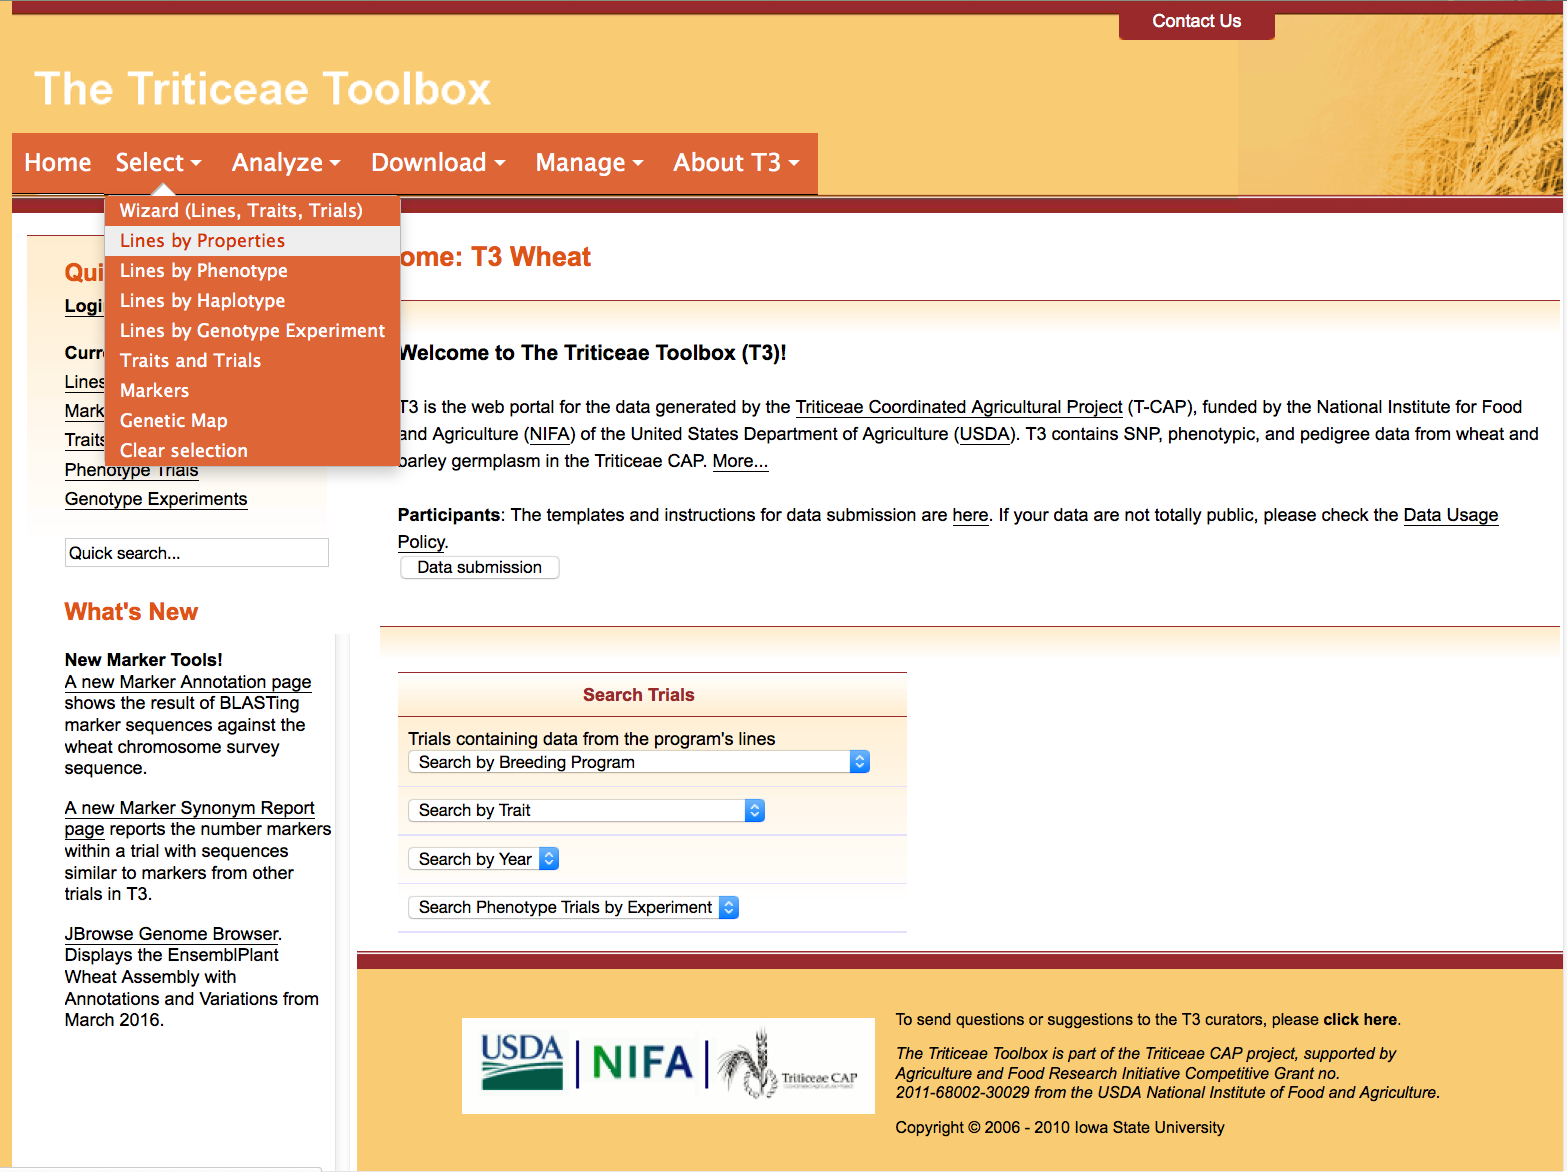 Contact Us
The Triticeae Toolbox
Home Select Analyze Download Manage About T3
Wizard (Lines, Traits, Trials)
Lines by Properties
Lines by Phenotype
Lines by Haplotype
Lines by Genotype Experiment
Traits and Trials
Markers
Genetic Map
Clear selection
Qui
Logi
Curr
Lines
Mark
Traits
Phenotype Trials
Genotype Experiments
Quick search...
What's New
New Marker Tools!
A new Marker Annotation page
shows the result of BLASTing
marker sequences against the
wheat chromosome survey
sequence.
A new Marker Synonym Report
page reports the number markers
within a trial with sequences
similar to markers from other
trials in T3.
JBrowse Genome Browser.
Displays the EnsemblPlant
Wheat Assembly with
Annotations and Variations from
March 2016.
ome: T3 Wheat
Welcome to The Triticeae Toolbox (T3)!
T3 is the web portal for the data generated by the Triticeae Coordinated Agricultural Project (T-CAP), funded by the National Institute for Food
and Agriculture (NIFA) of the United States Department of Agriculture (USDA). T3 contains SNP, phenotypic, and pedigree data from wheat and
barley germplasm in the Triticeae CAP. More...
Participants: The templates and instructions for data submission are here. If your data are not totally public, please check the Data Usage
Policy.
Data submission
Search Trials
Trials containing data from the program's lines
Search by Breeding Program
Search by Trait
Search by Year
Search Phenotype Trials by Experiment
USDA NIFA Triticeae CAP
To send questions or suggestions to the T3 curators, please click here.
The Triticeae Toolbox is part of the Triticeae CAP project, supported by
Agriculture and Food Research Initiative Competitive Grant no.
2011-68002-30029 from the USDA National Institute of Food and Agriculture.
Copyright © 2006 - 2010 Iowa State University